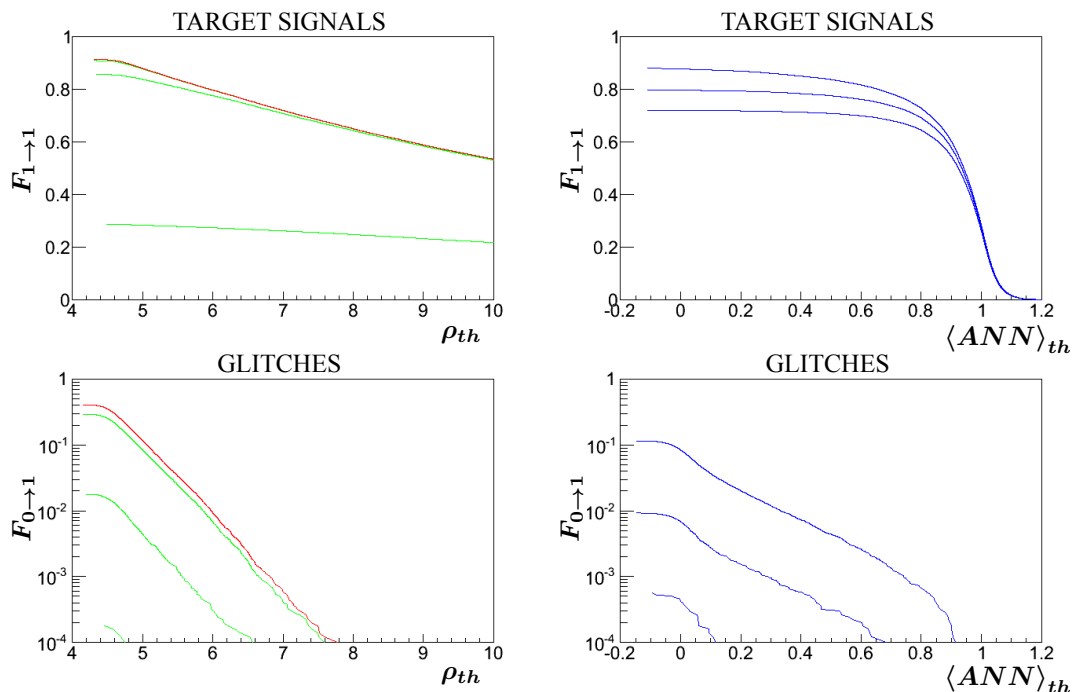 TARGET SIGNALS
TARGET SIGNALS
1
0.8
0.6
0.4
0.2
0
F1→1
4 5 6 7 8 9 10
ρth
1
0.8
0.6
0.4
0.2
0
F1→1
-0.2 0 0.2 0.4 0.6 0.8 1 1.2
⟨ANN⟩th
GLITCHES
GLITCHES
1
10-1
10-2
10-3
10-4
F0→1
4 5 6 7 8 9 10
ρth
1
10-1
10-2
10-3
10-4
F0→1
-0.2 0 0.2 0.4 0.6 0.8 1 1.2
⟨ANN⟩th